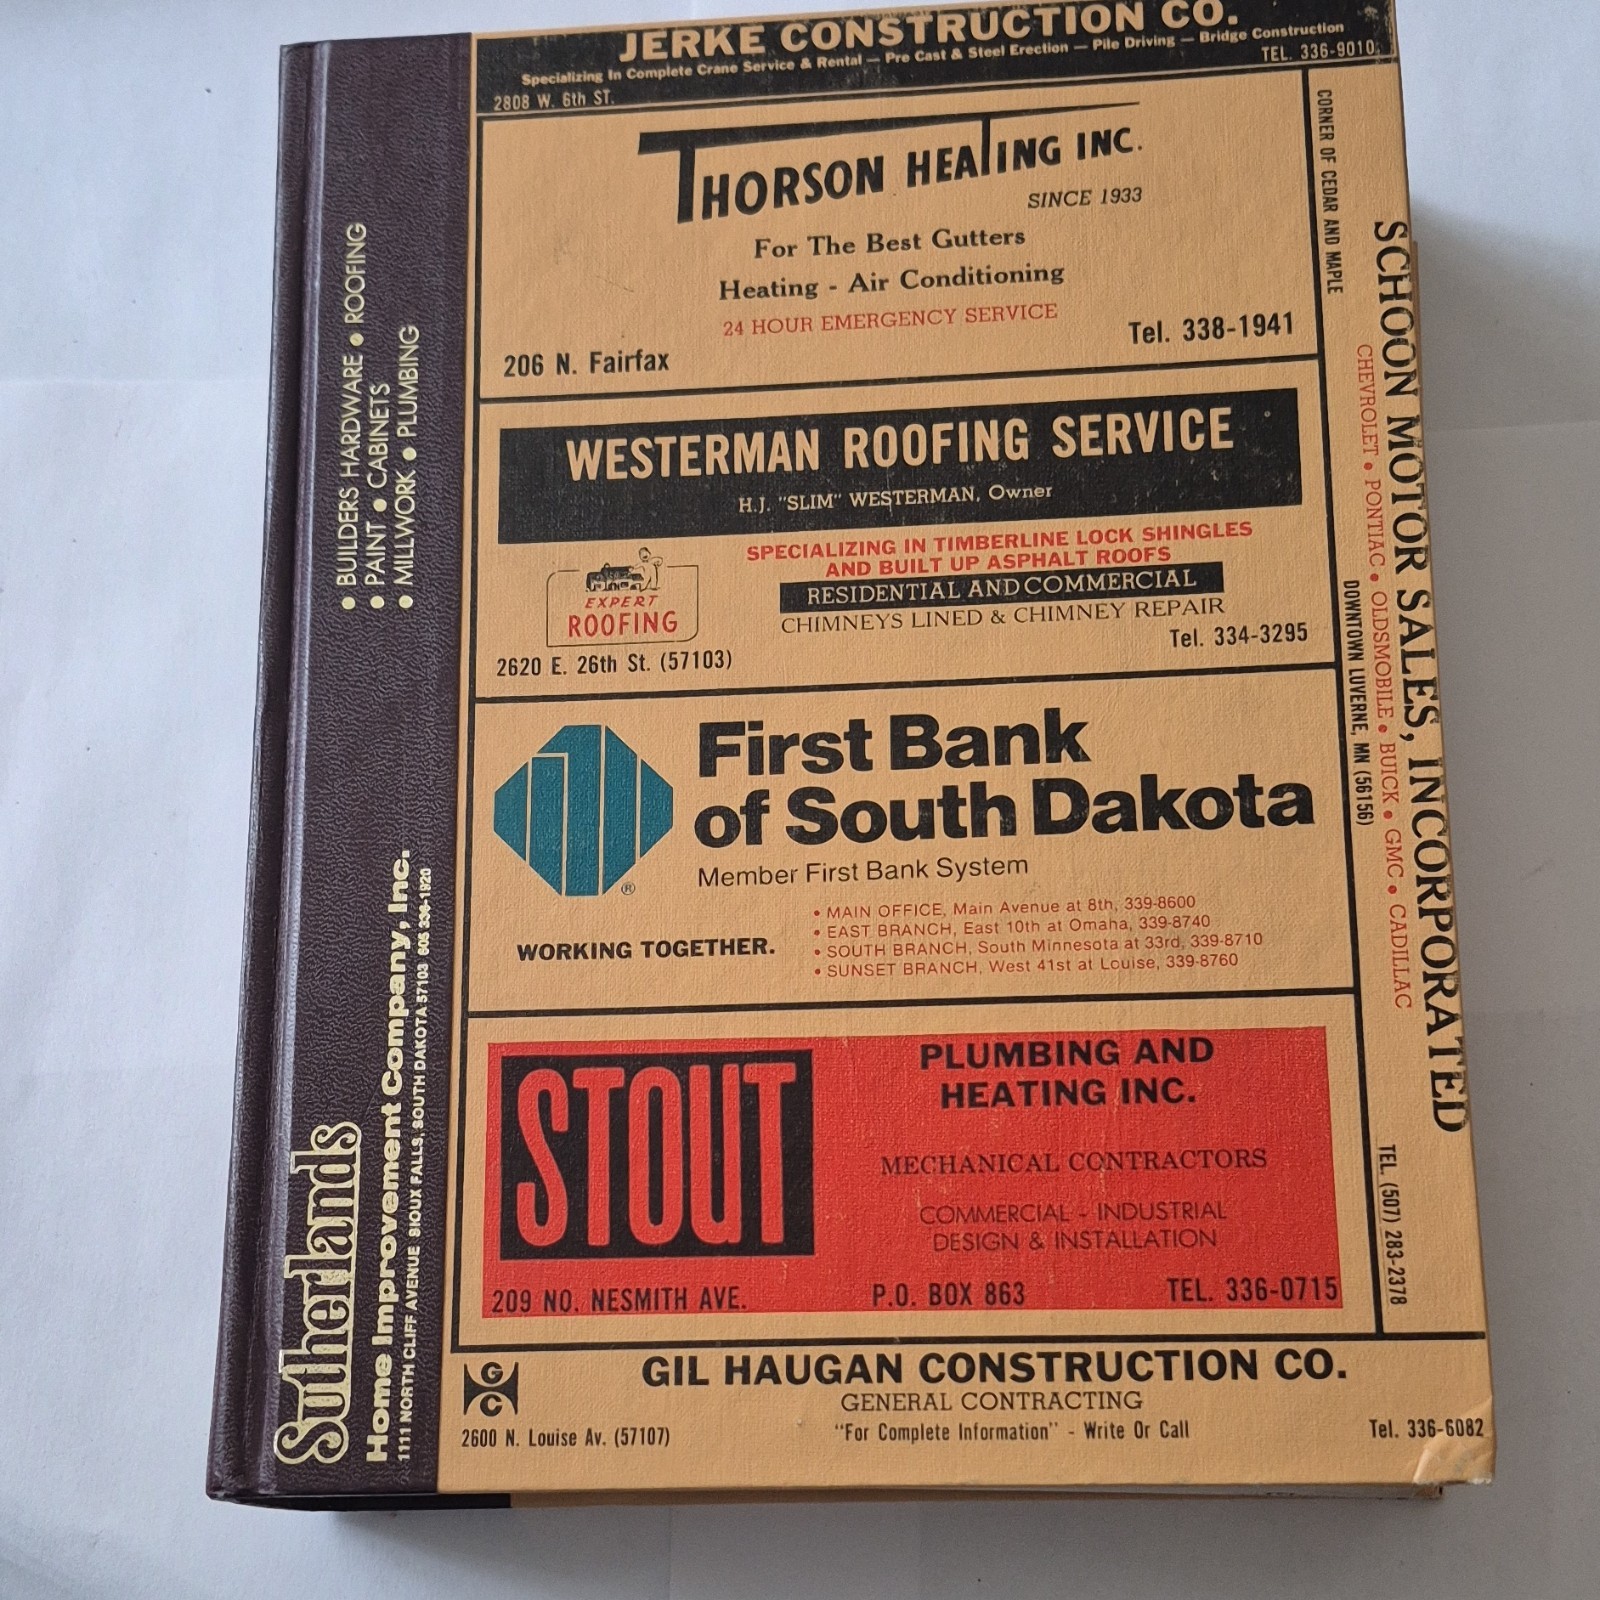 JERKE CONSTRUCTION CO.
Specializing In Complete Crane Service & Rental — Pre Cast & Steel Erection — Pile Driving — Bridge Construction
2808 W. 6th ST.
TEL. 336-9010
THORSON HEATING INC.
SINCE 1933
For The Best Gutters
Heating - Air Conditioning
24 HOUR EMERGENCY SERVICE
206 N. Fairfax
Tel. 338-1941
WESTERMAN ROOFING SERVICE
H.J. "SLIM" WESTERMAN, Owner
SPECIALIZING IN TIMBERLINE LOCK SHINGLES
AND BUILT UP ASPHALT ROOFS
RESIDENTIAL AND COMMERCIAL
CHIMNEYS LINED & CHIMNEY REPAIR
EXPERT
ROOFING
2620 E. 26th St. (57103)
Tel. 334-3295
First Bank
of South Dakota
Member First Bank System
®
WORKING TOGETHER.
• MAIN OFFICE, Main Avenue at 8th, 339-8600
• EAST BRANCH, East 10th at Omaha, 339-8740
• SOUTH BRANCH, South Minnesota at 33rd, 339-8710
• SUNSET BRANCH, West 41st at Louise, 339-8760
STOUT
PLUMBING AND
HEATING INC.
MECHANICAL CONTRACTORS
COMMERCIAL - INDUSTRIAL
DESIGN & INSTALLATION
209 NO. NESMITH AVE.
P.O. BOX 863
TEL. 336-0715
GC
GIL HAUGAN CONSTRUCTION CO.
GENERAL CONTRACTING
2600 N. Louise Av. (57107)
"For Complete Information" - Write Or Call
Tel. 336-6082
SCHOON MOTOR SALES, INCORPORATED
CHEVROLET • PONTIAC • OLDSMOBILE • BUICK • GMC • CADILLAC
CORNER OF CEDAR AND MAPLE
DOWNTOWN LUVERNE, MN (56156)
TEL. (507) 283-2378
• BUILDERS HARDWARE • ROOFING
• PAINT • CABINETS
• MILLWORK • PLUMBING
Sutherlands
Home Improvement Company, Inc.
1111 NORTH CLIFF AVENUE SIOUX FALLS, SOUTH DAKOTA 57103 605 336-1920